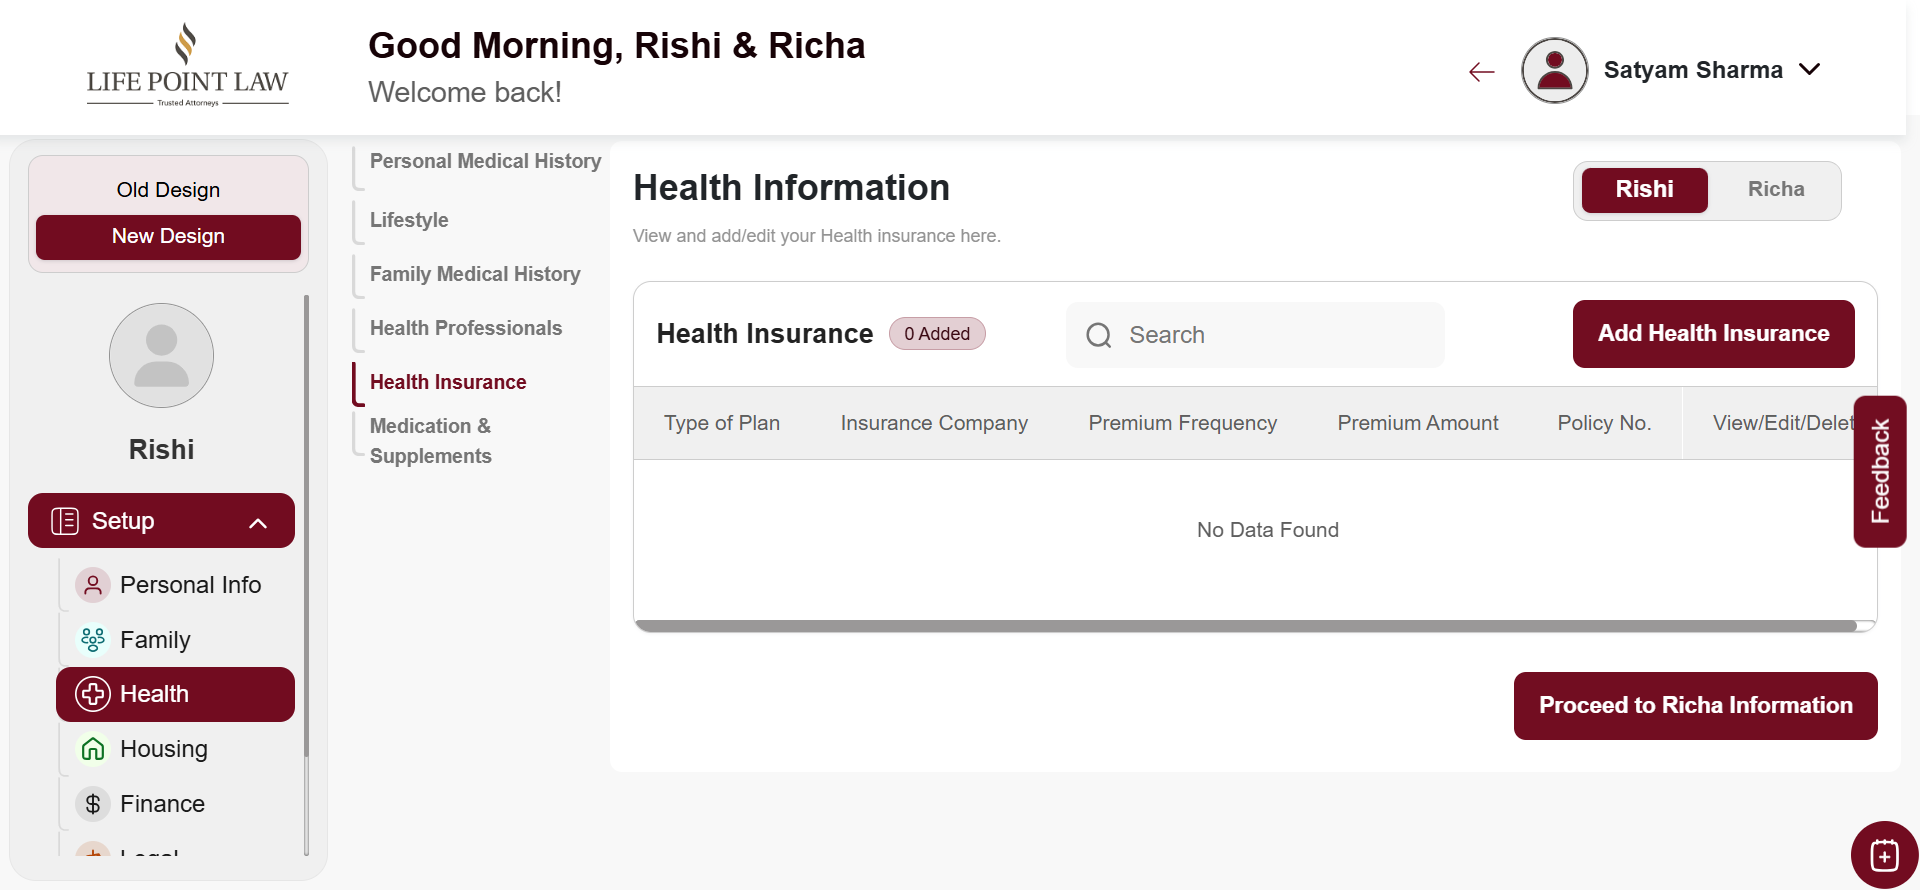 LIFE POINT LAW
Trusted Attorneys
Good Morning, Rishi & Richa
Welcome back!
Satyam Sharma
Old Design
New Design
Rishi
Setup
Personal Info
Family
Health
Housing
Finance
Legal
Personal Medical History
Lifestyle
Family Medical History
Health Professionals
Health Insurance
Medication &
Supplements
Health Information
View and add/edit your Health insurance here.
Rishi
Richa
Health Insurance
0 Added
Search
Add Health Insurance
Type of Plan
Insurance Company
Premium Frequency
Premium Amount
Policy No.
View/Edit/Delet
No Data Found
Proceed to Richa Information
Feedback